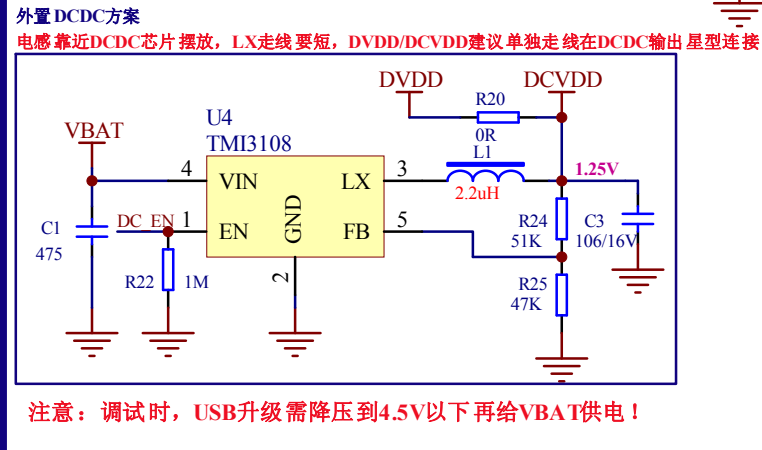 外置DCDC方案
电感靠近DCDC芯片摆放，LX走线要短，DVDD/DCVDD建议单独走线在DCDC输出星型连接
DVDD
DCVDD
R20
0R
U4
TMI3108
VBAT
L1
2.2uH
1.25V
4
VIN
LX
3
C1
475
DC_EN
1
EN
GND
FB
5
R24
51K
C3
106/16V
R22
1M
2
R25
47K
注意：调试时，USB升级需降压到4.5V以下再给VBAT供电！